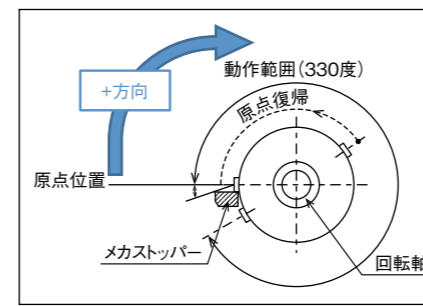 動作範囲(330度)
+方向
原点復帰
原点位置
メカストッパー
回転軸